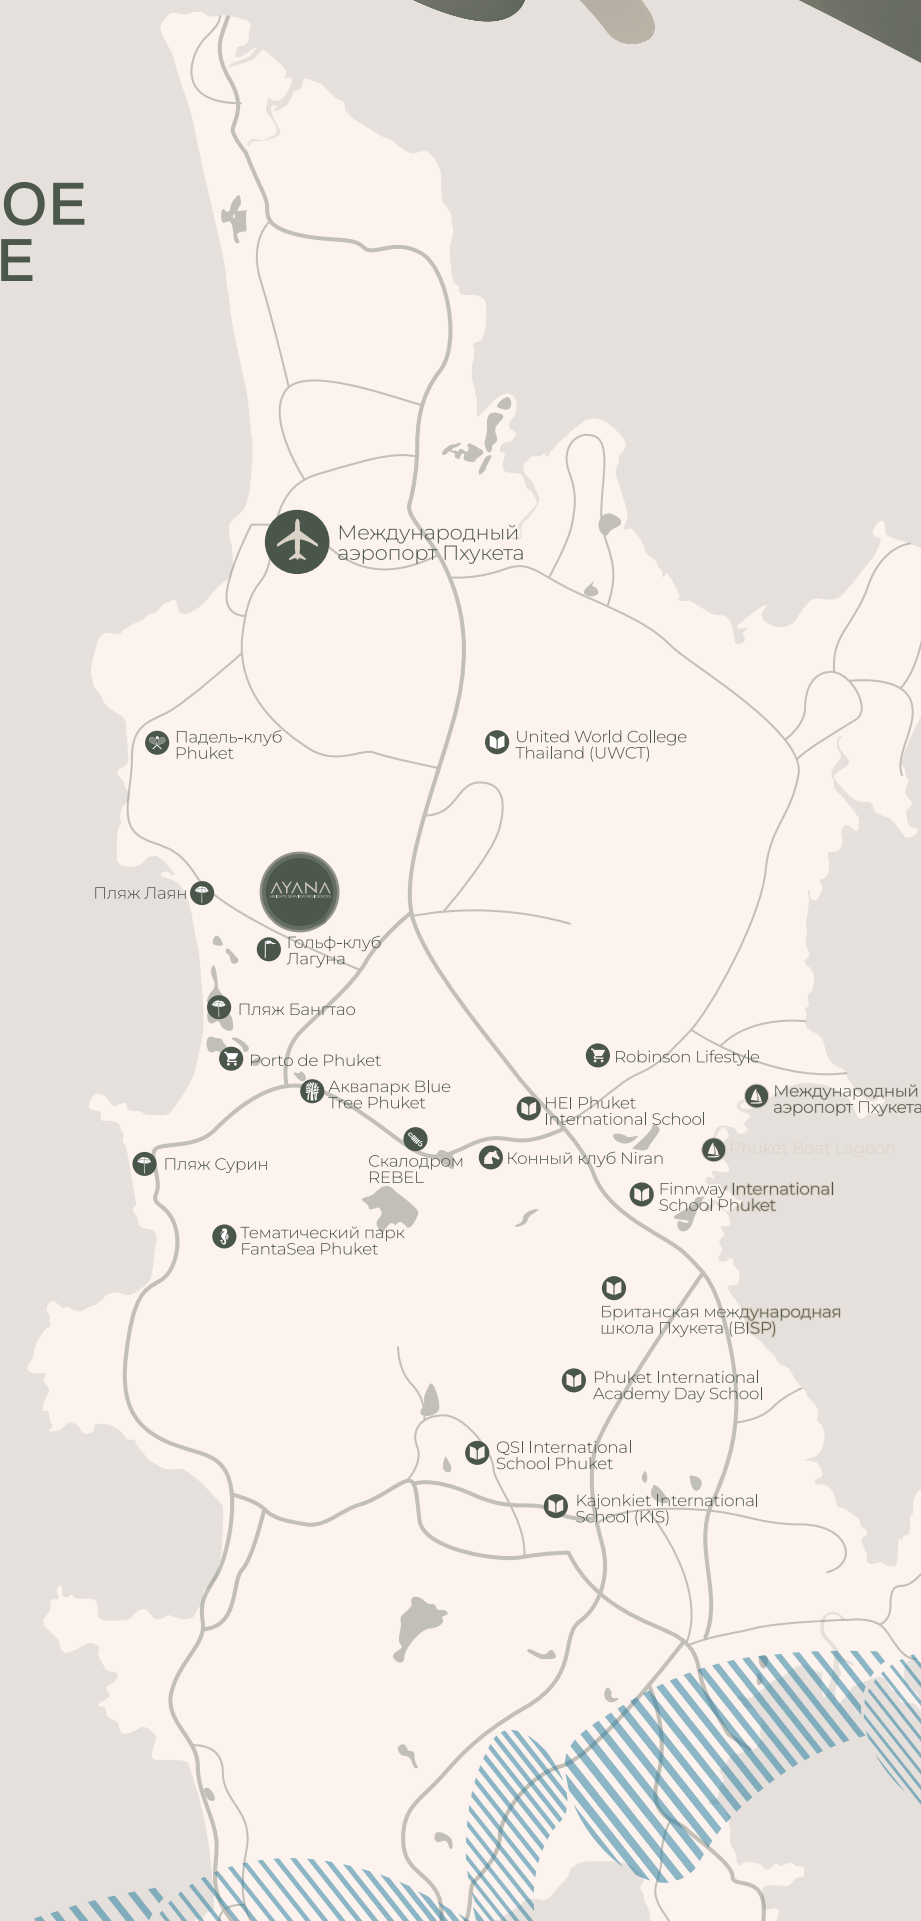 ОЕ
Е
Международный
аэропорт Пхукета
Падель-клуб
Phuket
United World College
Thailand (UWCT)
AYANA
Пляж Лаян
Гольф-клуб
Лагуна
Пляж Бангтао
Porto de Phuket
Robinson Lifestyle
Аквапарк Blue
Tree Phuket
HEI Phuket
International School
Международный
аэропорт Пхукета
Phuket Boat Lagoon
Скалодром
REBEL
Конный клуб Niran
Пляж Сурин
Finnway International
School Phuket
Тематический парк
FantaSea Phuket
Британская международная
школа Пхукета (BISP)
Phuket International
Academy Day School
QSI International
School Phuket
Kajonkiet International
School (KIS)